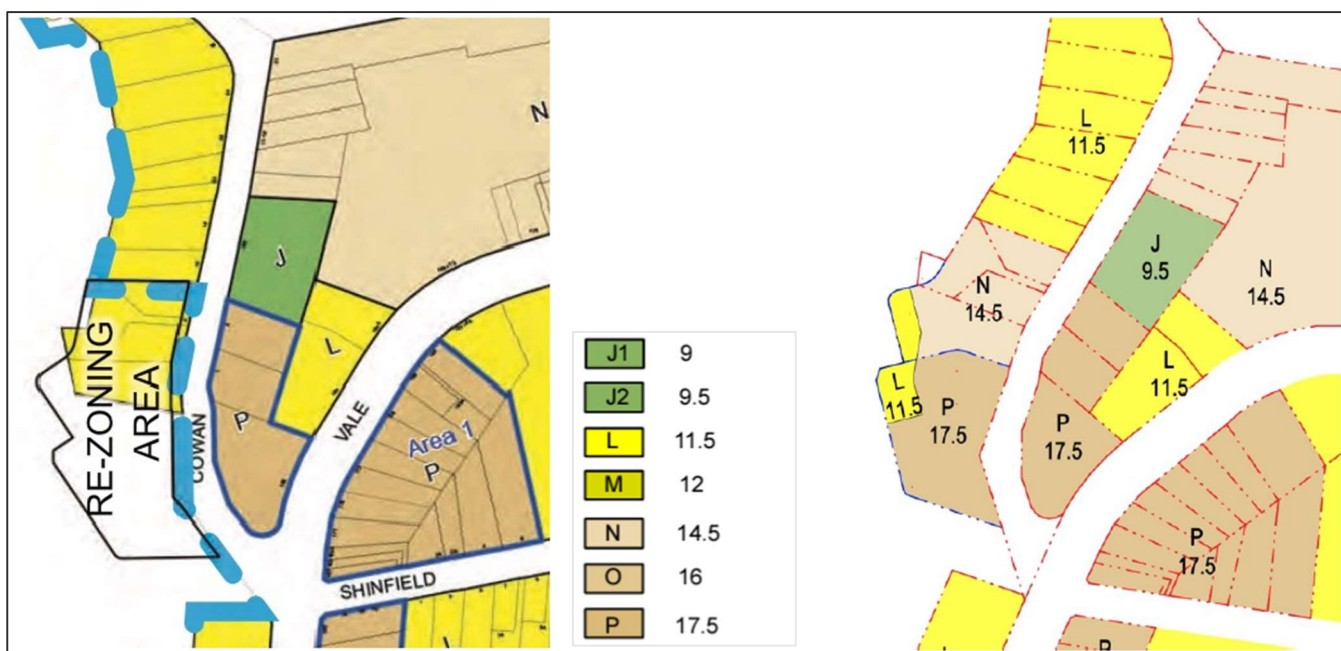 N
J
L
P
RE-ZONING
AREA
COWAN
VALE
Area 1
P
SHINFIELD
J1 9
J2 9.5
L 11.5
M 12
N 14.5
O 16
P 17.5
L
11.5
J
9.5
N
14.5
N
14.5
L
11.5
L
11.5
P
17.5
P
17.5
P
17.5
P